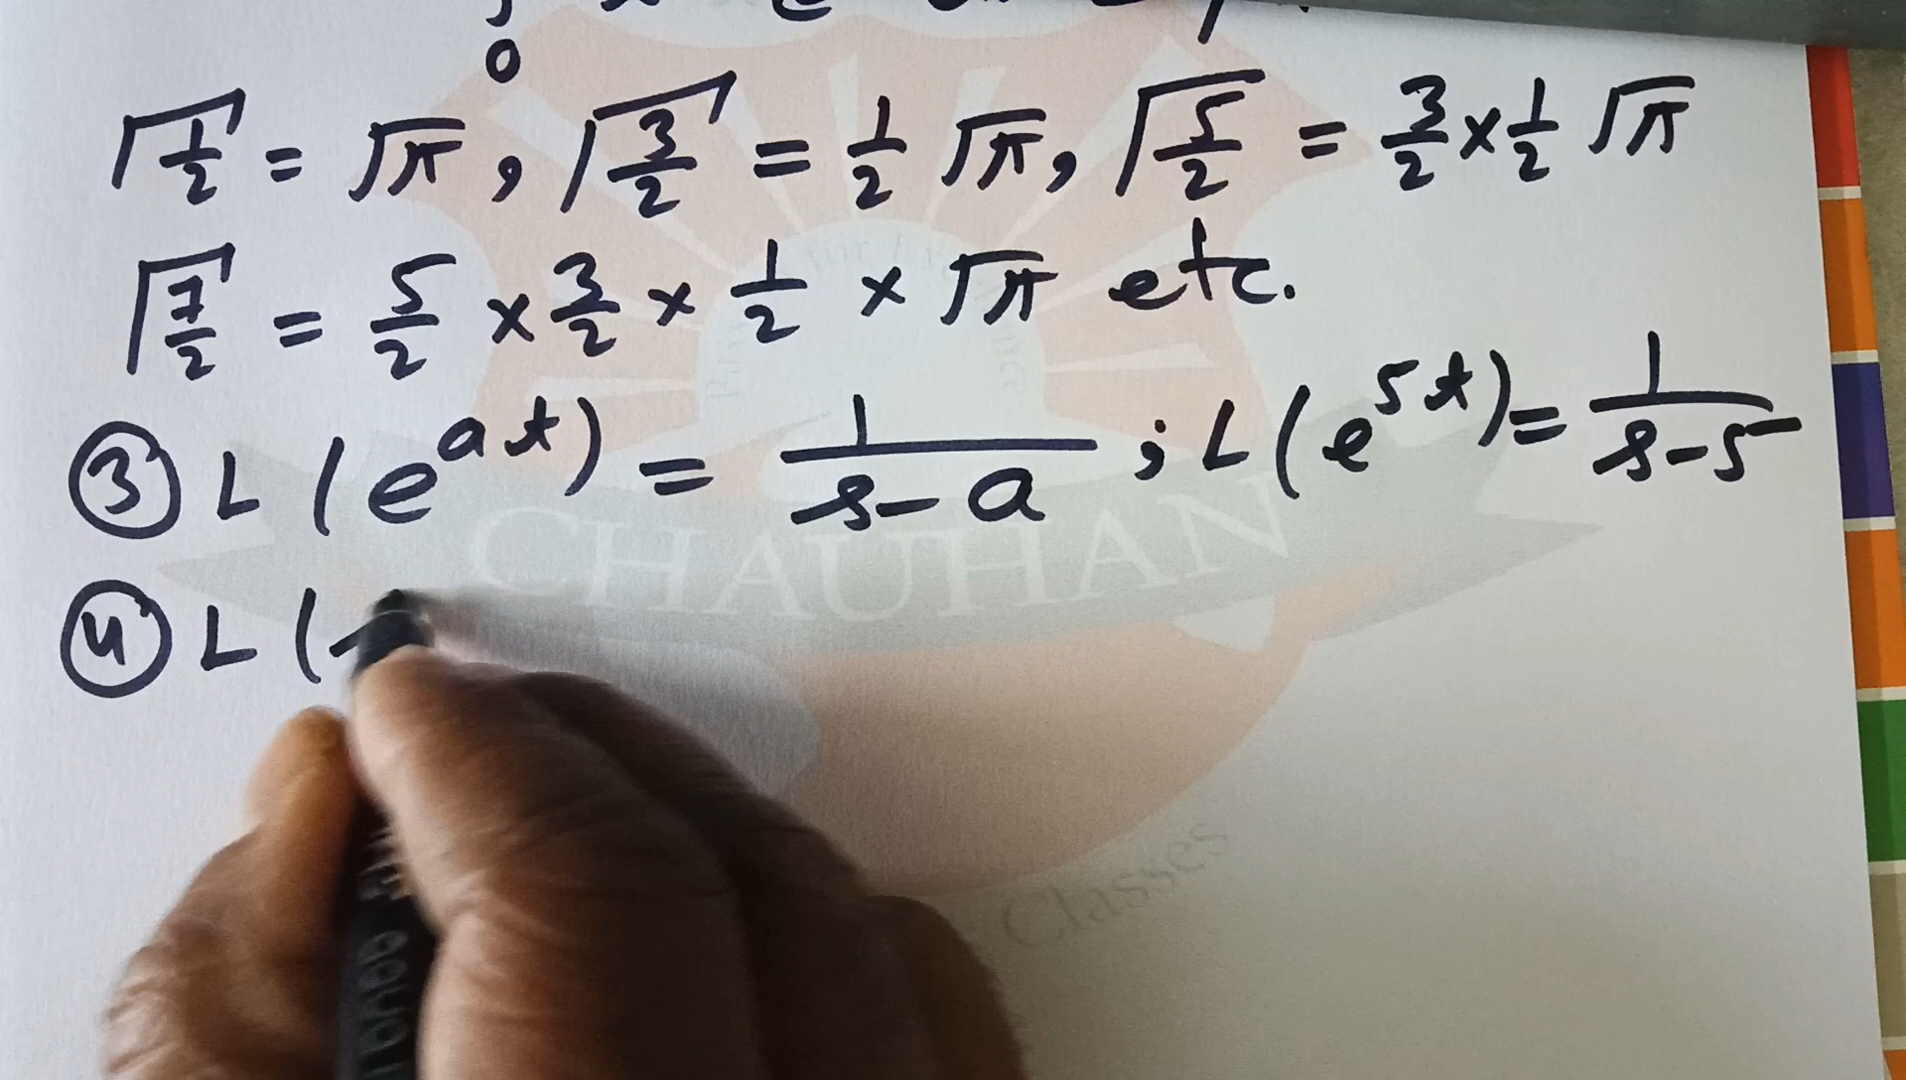 0
Γ1/2 = √π, Γ3/2 = 1/2 √π, Γ5/2 = 3/2 × 1/2 √π
Γ7/2 = 5/2 × 3/2 × 1/2 × √π etc.
③ L(e^{at}) = 1/(s-a) ; L(e^{5t}) = 1/(s-5)
④ L (
CHAUHAN
Classes